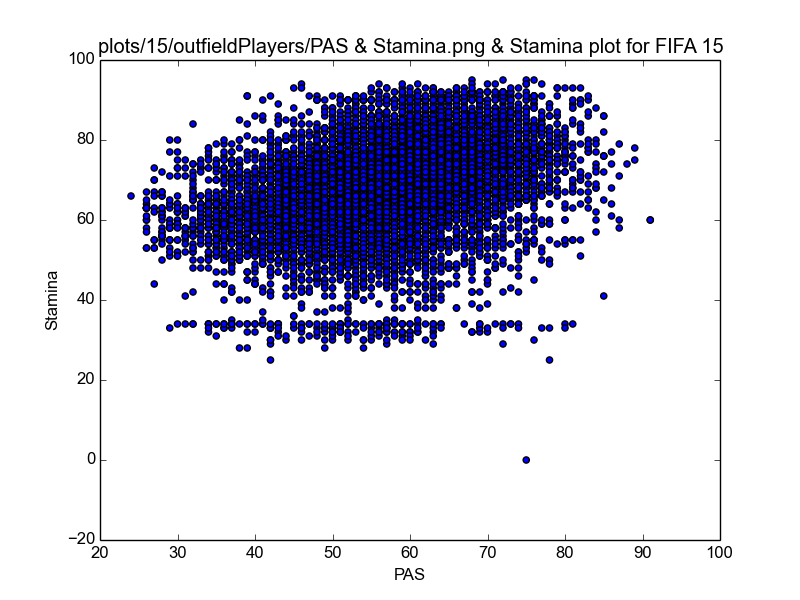 plots/15/outfieldPlayers/PAS & Stamina.png & Stamina plot for FIFA 15
100
80
60
40
20
0
−20
Stamina
20 30 40 50 60 70 80 90 100
PAS